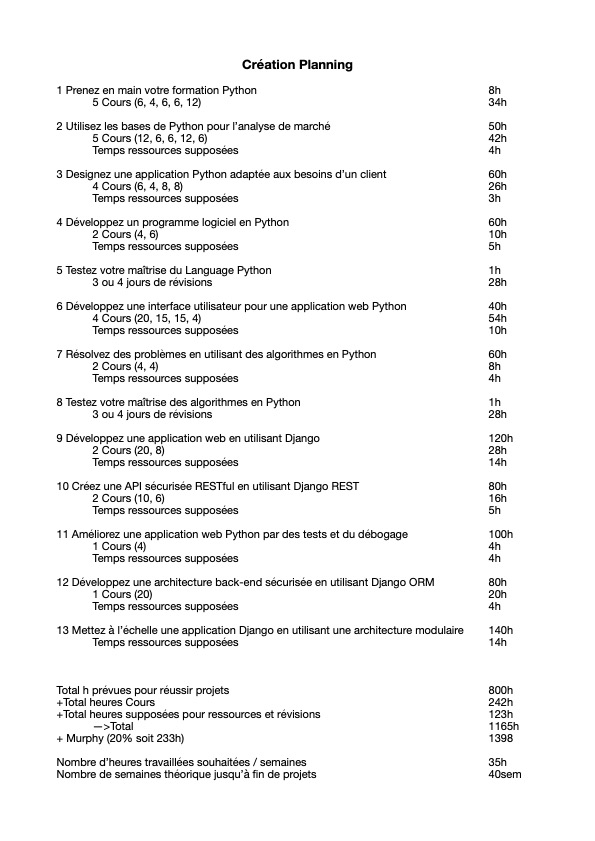 Création Planning
1 Prenez en main votre formation Python 8h
5 Cours (6, 4, 6, 6, 12) 34h
2 Utilisez les bases de Python pour l'analyse de marché 50h
5 Cours (12, 6, 6, 12, 6) 42h
Temps ressources supposées 4h
3 Designez une application Python adaptée aux besoins d'un client 60h
4 Cours (6, 4, 8, 8) 26h
Temps ressources supposées 3h
4 Développez un programme logiciel en Python 60h
2 Cours (4, 6) 10h
Temps ressources supposées 5h
5 Testez votre maîtrise du Language Python 1h
3 ou 4 jours de révisions 28h
6 Développez une interface utilisateur pour une application web Python 40h
4 Cours (20, 15, 15, 4) 54h
Temps ressources supposées 10h
7 Résolvez des problèmes en utilisant des algorithmes en Python 60h
2 Cours (4, 4) 8h
Temps ressources supposées 4h
8 Testez votre maîtrise des algorithmes en Python 1h
3 ou 4 jours de révisions 28h
9 Développez une application web en utilisant Django 120h
2 Cours (20, 8) 28h
Temps ressources supposées 14h
10 Créez une API sécurisée RESTful en utilisant Django REST 80h
2 Cours (10, 6) 16h
Temps ressources supposées 5h
11 Améliorez une application web Python par des tests et du débogage 100h
1 Cours (4) 4h
Temps ressources supposées 4h
12 Développez une architecture back-end sécurisée en utilisant Django ORM 80h
1 Cours (20) 20h
Temps ressources supposées 4h
13 Mettez à l'échelle une application Django en utilisant une architecture modulaire 140h
Temps ressources supposées 14h
Total h prévues pour réussir projets 800h
+Total heures Cours 242h
+Total heures supposées pour ressources et révisions 123h
—>Total 1165h
+ Murphy (20% soit 233h) 1398
Nombre d'heures travaillées souhaitées / semaines 35h
Nombre de semaines théorique jusqu'à fin de projets 40sem